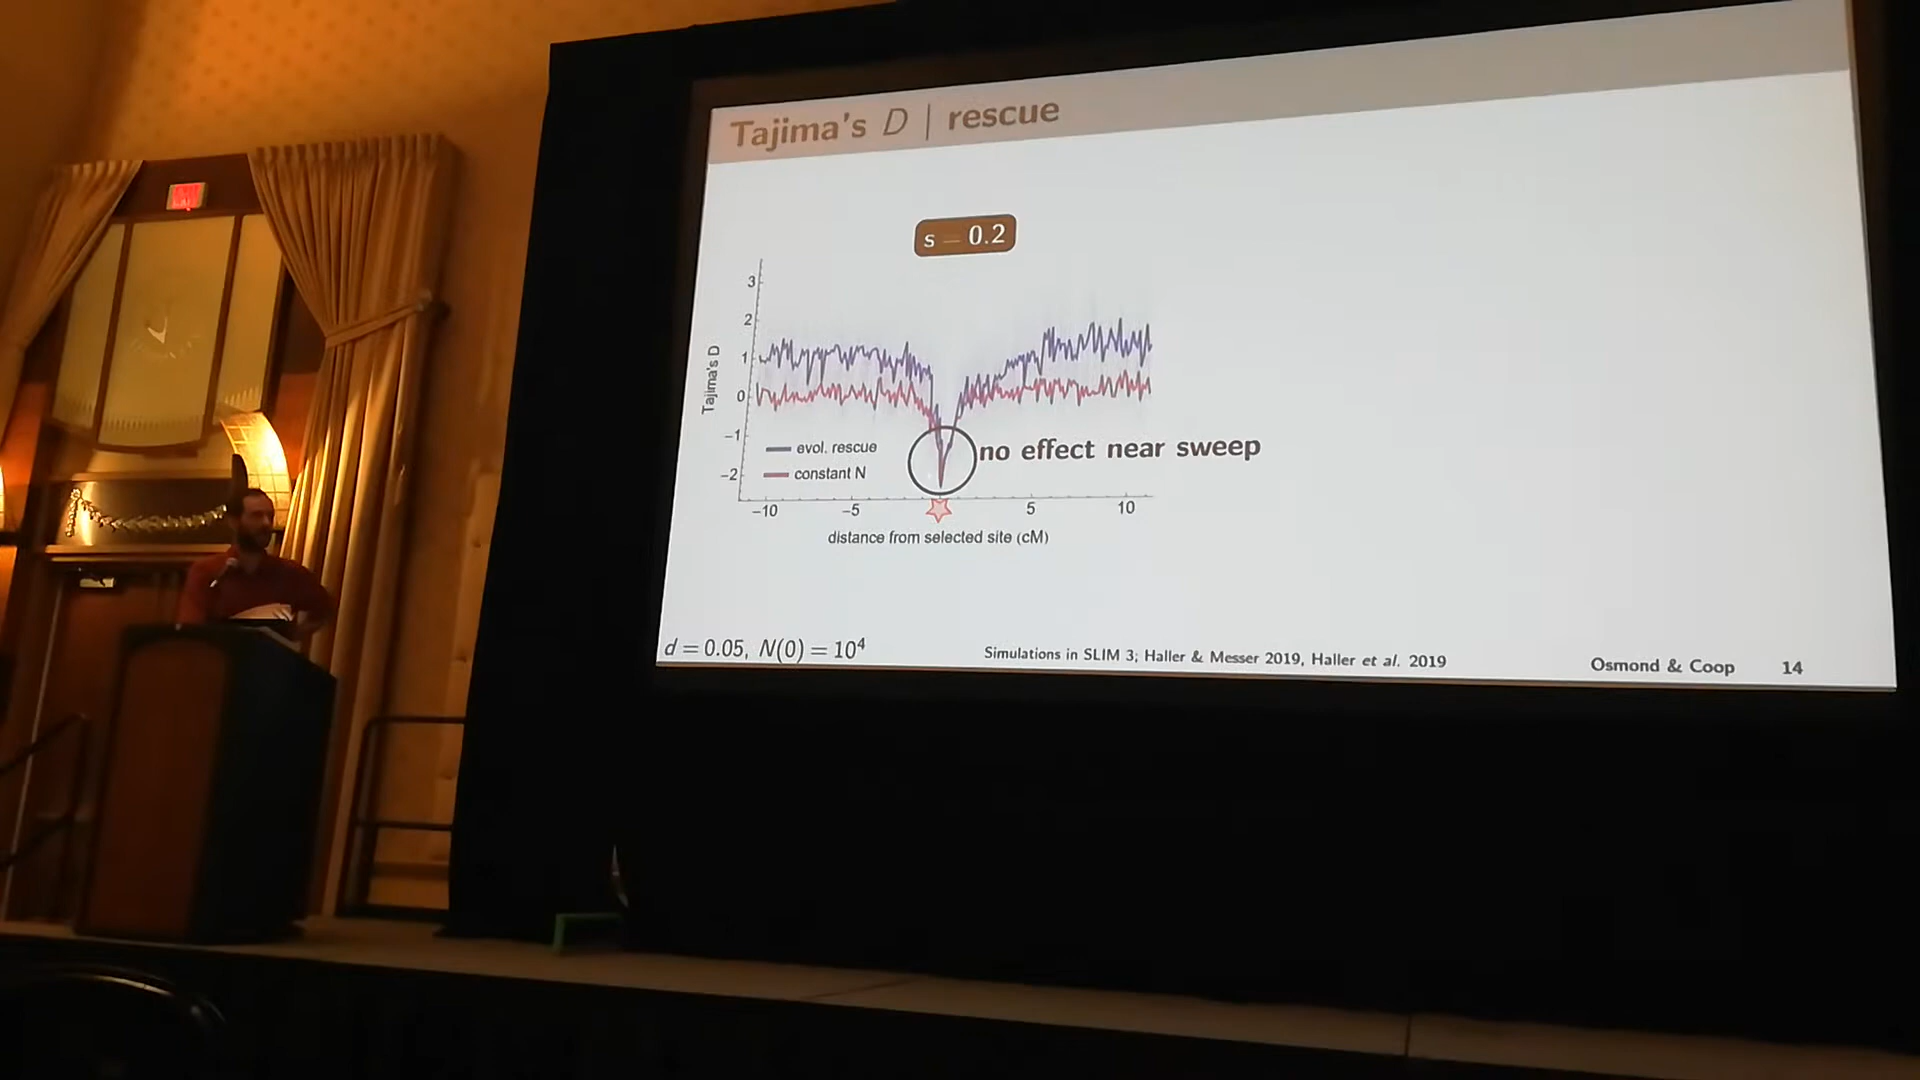 EXIT
Tajima's D | rescue
s = 0.2
3
2
1
0
−1
−2
Tajima's D
evol. rescue
constant N
no effect near sweep
−10
−5
5
10
distance from selected site (cM)
d = 0.05, N(0) = 10⁴
Simulations in SLIM 3; Haller & Messer 2019, Haller et al. 2019
Osmond & Coop
14